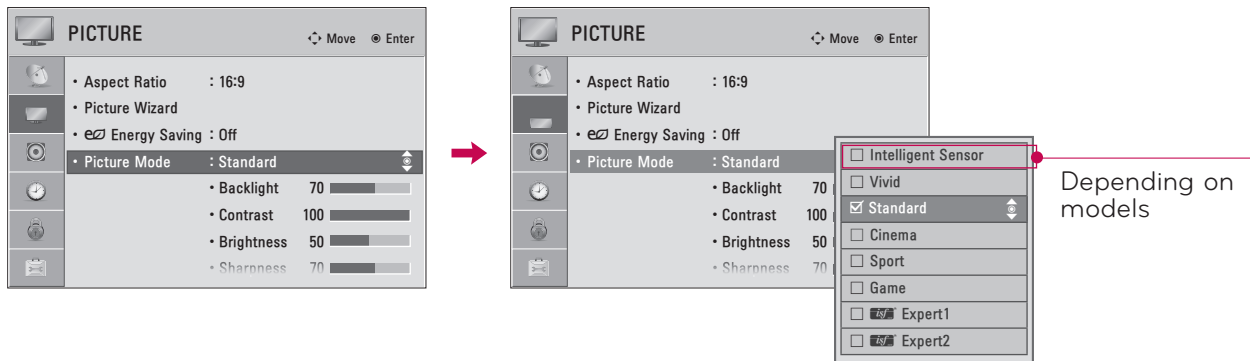 PICTURE Move Enter
• Aspect Ratio : 16:9
• Picture Wizard
• Energy Saving : Off
• Picture Mode : Standard
• Backlight 70
• Contrast 100
• Brightness 50
• Sharpness 70
PICTURE Move Enter
• Aspect Ratio : 16:9
• Picture Wizard
• Energy Saving : Off
• Picture Mode : Standard
• Backlight 70
• Contrast 100
• Brightness 50
• Sharpness 70
Intelligent Sensor
Vivid
Standard
Cinema
Sport
Game
isf Expert1
isf Expert2
Depending on
models